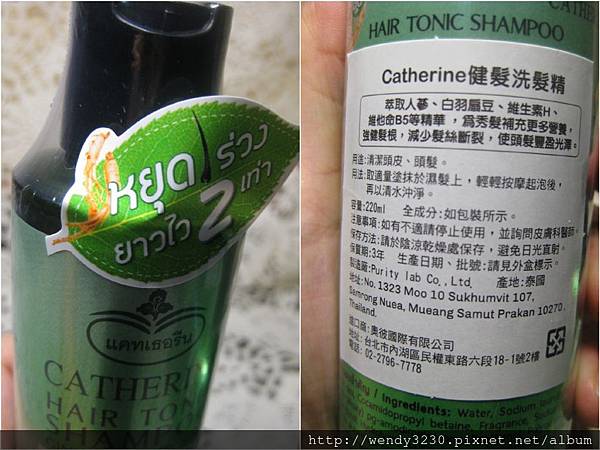 หยุด ร่วง
ยาวไว 2 เท่า
แคทเธอรีน
HAIR
HAIR TONIC SHAMPOO
Catherine健髮洗髮精
萃取人蔘、白羽扇豆、維生素H、
維他命B5等精華，為秀髮補充更多營養，
強健髮根，減少髮絲斷裂，使頭髮豐盈光澤。
用途:清潔頭皮、頭髮。
用法:取適量塗抹於濕髮上，輕輕按摩起泡後，
再以清水沖淨。
容量:220ml 全成分:如包裝所示。
注意事項:如有不適請停止使用，並詢問皮膚科醫師。
保存方法:請於陰涼乾燥處保存，避免日光直射。
保質期:3年 生產日期、批號:請見外盒標示。
製造廠:Purity lab Co.,Ltd. 產地:泰國
地址:No.1323 Moo 10 Sukhumvit 107,
Samrong Nuea, Mueang Samut Prakan 10270,
Thailand.
進口商:奧彼國際有限公司
地址:台北市內湖區民權東路六段18-1號2樓
電話:02-2796-7778
Ingredients: Water, Sodium
Cocamidopropyl betaine, Fragrance,
http://wendy3230.pixnet.net/album